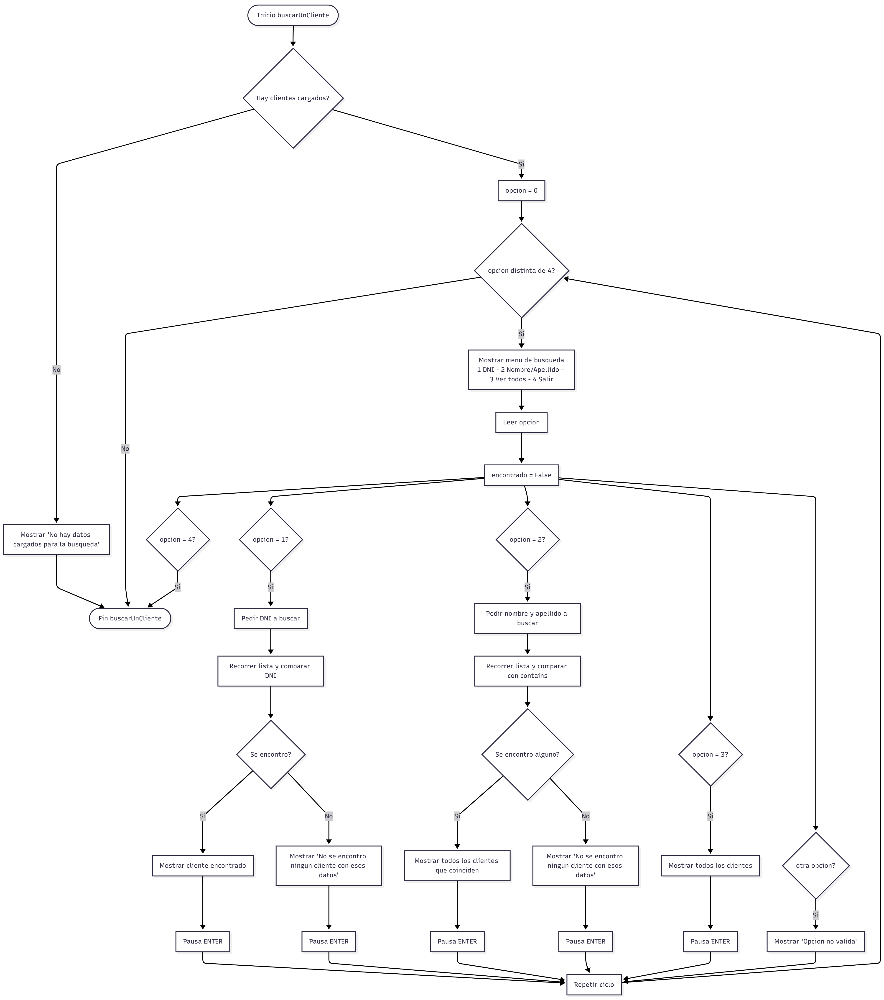 Inicio buscarUnCliente
Hay clientes cargados?
Si
opcion = 0
opcion distinta de 4?
Si
No
Mostrar menu de busqueda
1 DNI - 2 Nombre/Apellido -
3 Ver todos - 4 Salir
Leer opcion
No
encontrado = False
Mostrar 'No hay datos
cargados para la busqueda'
opcion = 4?
opcion = 1?
opcion = 2?
Si
Si
Si
Fin buscarUnCliente
Pedir DNI a buscar
Pedir nombre y apellido a
buscar
Recorrer lista y comparar
DNI
Recorrer lista y comparar
con contains
Se encontro?
Se encontro alguno?
opcion = 3?
Si
No
Si
No
Si
Mostrar cliente encontrado
Mostrar 'No se encontro
ningun cliente con esos
datos'
Mostrar todos los clientes
que coinciden
Mostrar 'No se encontro
ningun cliente con esos
datos'
Mostrar todos los clientes
otra opcion?
Si
Pausa ENTER
Pausa ENTER
Pausa ENTER
Pausa ENTER
Pausa ENTER
Mostrar 'Opcion no valida'
Repetir ciclo